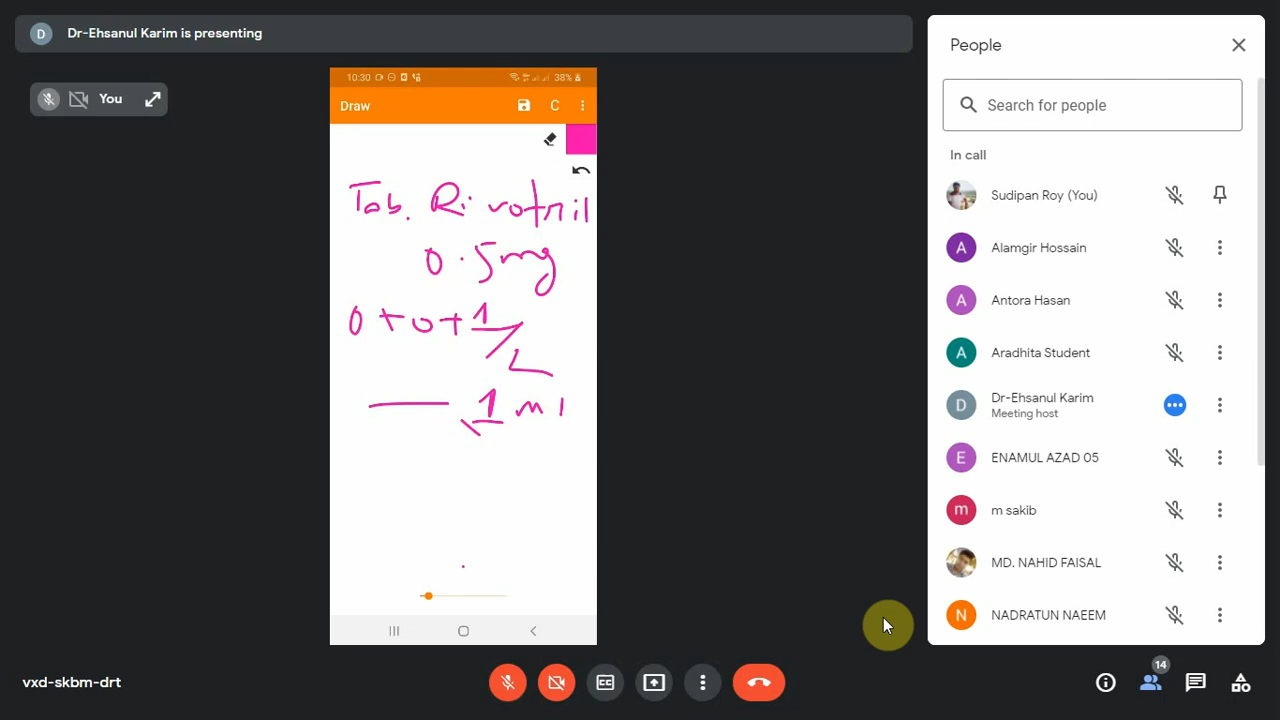 Dr-Ehsanul Karim is presenting
You
10:30
38%
Draw
C
Tab. Rivotril
0.5mg
0+0+1/2
1 m
People
Search for people
In call
Sudipan Roy (You)
A Alamgir Hossain
A Antora Hasan
A Aradhita Student
D Dr-Ehsanul Karim
Meeting host
E ENAMUL AZAD 05
m m sakib
MD. NAHID FAISAL
N NADRATUN NAEEM
vxd-skbm-drt
CC
14